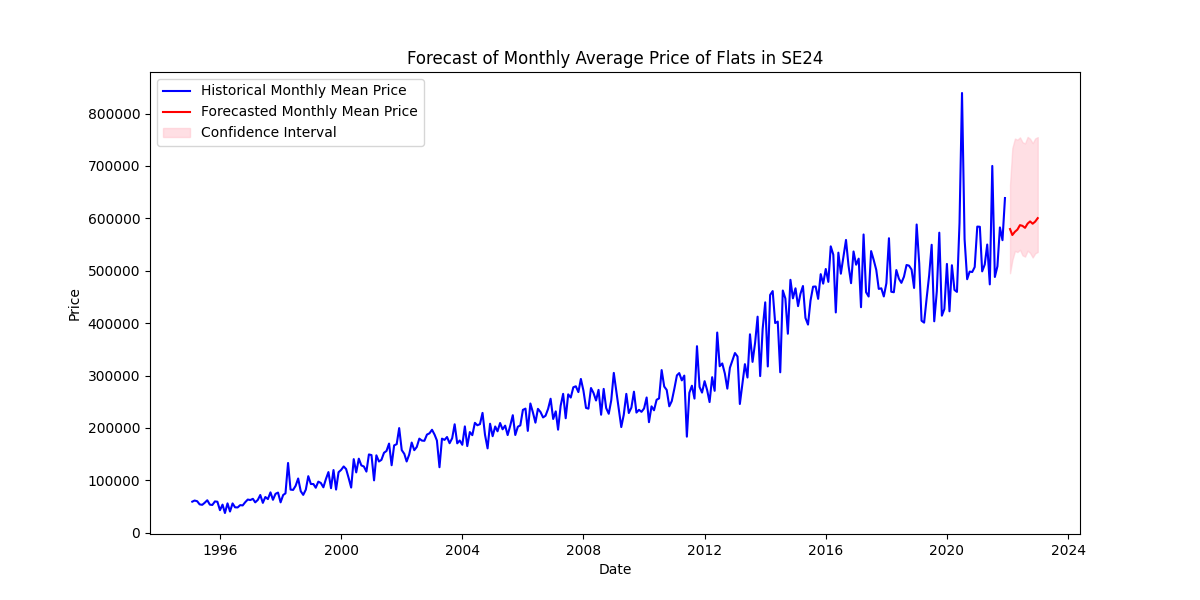 Forecast of Monthly Average Price of Flats in SE24
Historical Monthly Mean Price
Forecasted Monthly Mean Price
Confidence Interval
800000
700000
600000
500000
400000
300000
200000
100000
0
Price
1996 2000 2004 2008 2012 2016 2020 2024
Date